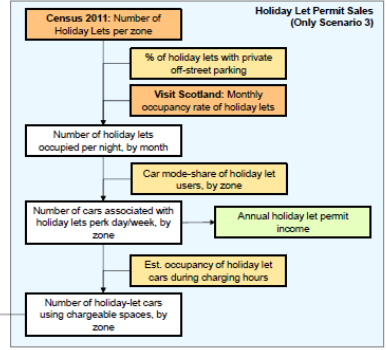 Holiday Let Permit Sales
(Only Scenario 3)
Census 2011: Number of
Holiday Lets per zone
% of holiday lets with private
off-street parking
Visit Scotland: Monthly
occupancy rate of holiday lets
Number of holiday lets
occupied per night, by month
Car mode-share of holiday let
users, by zone
Number of cars associated with
holiday lets perk day/week, by
zone
Annual holiday let permit
income
Est. occupancy of holiday let
cars during charging hours
Number of holiday-let cars
using chargeable spaces, by
zone